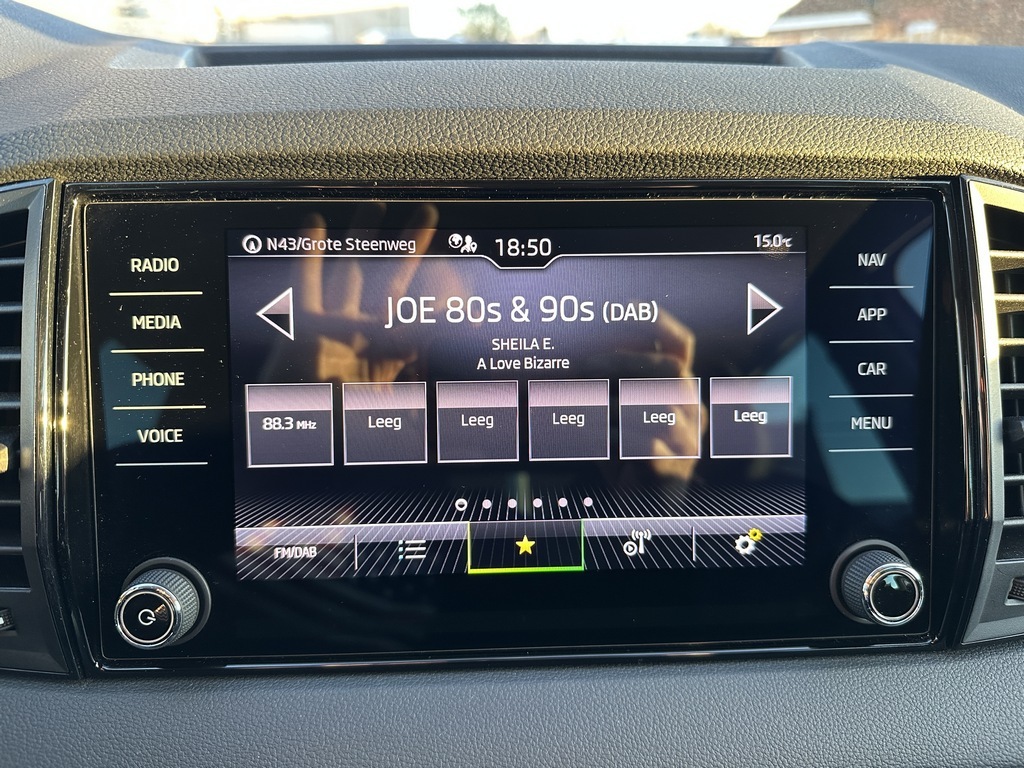 N43/Grote Steenweg
18:50
15.0°C
RADIO
MEDIA
PHONE
VOICE
JOE 80s & 90s (DAB)
SHEILA E.
A Love Bizarre
88.3 MHz
Leeg
Leeg
Leeg
Leeg
Leeg
FM/DAB
NAV
APP
CAR
MENU